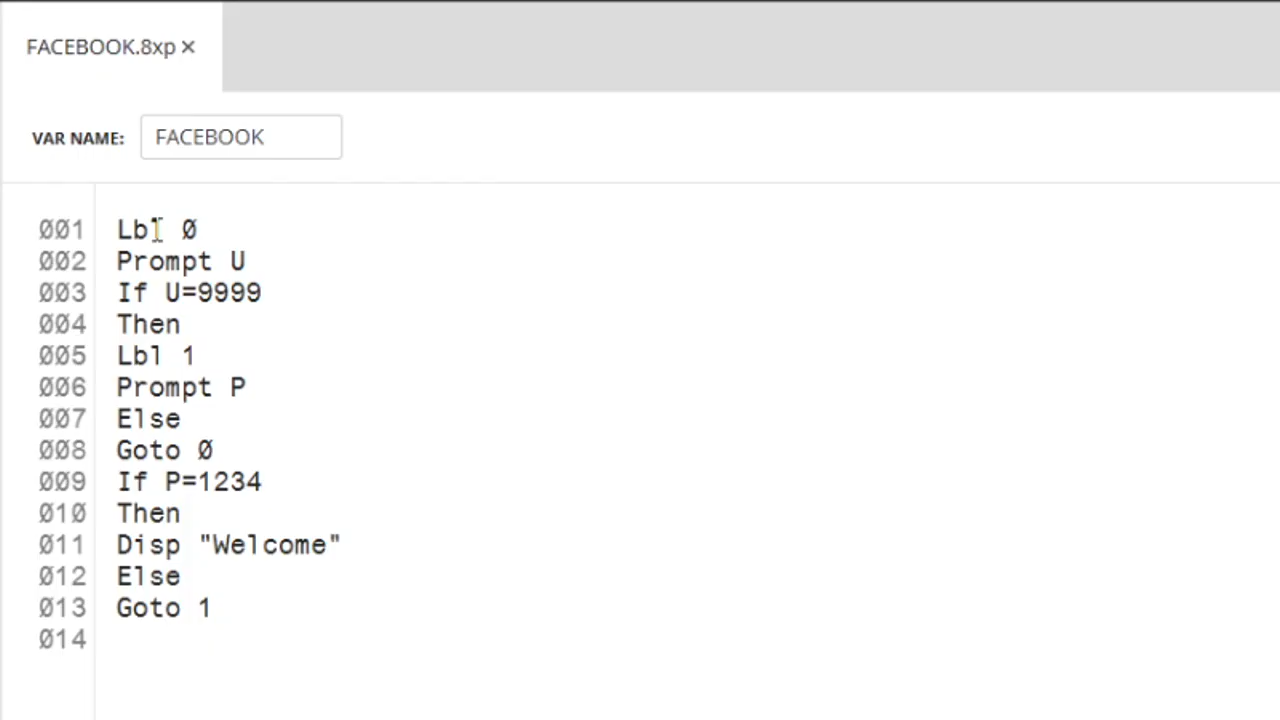 FACEBOOK.8xp ×
VAR NAME: FACEBOOK
001 Lbl 0
002 Prompt U
003 If U=9999
004 Then
005 Lbl 1
006 Prompt P
007 Else
008 Goto 0
009 If P=1234
010 Then
011 Disp "Welcome"
012 Else
013 Goto 1
014